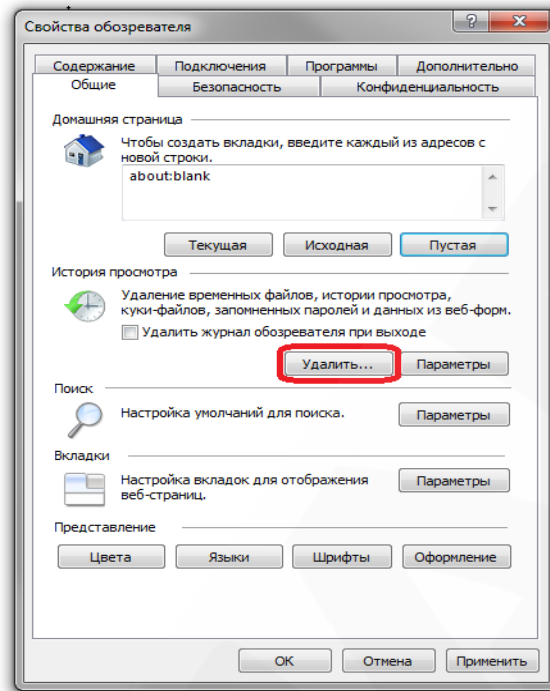 Свойства обозревателя
Содержание Подключения Программы Дополнительно
Общие Безопасность Конфиденциальность
Домашняя страница
Чтобы создать вкладки, введите каждый из адресов с
новой строки.
about:blank
Текущая Исходная Пустая
История просмотра
Удаление временных файлов, истории просмотра,
куки-файлов, запомненных паролей и данных из веб-форм.
Удалить журнал обозревателя при выходе
Удалить... Параметры
Поиск
Настройка умолчаний для поиска. Параметры
Вкладки
Настройка вкладок для отображения
веб-страниц. Параметры
Представление
Цвета Языки Шрифты Оформление
ОК Отмена Применить